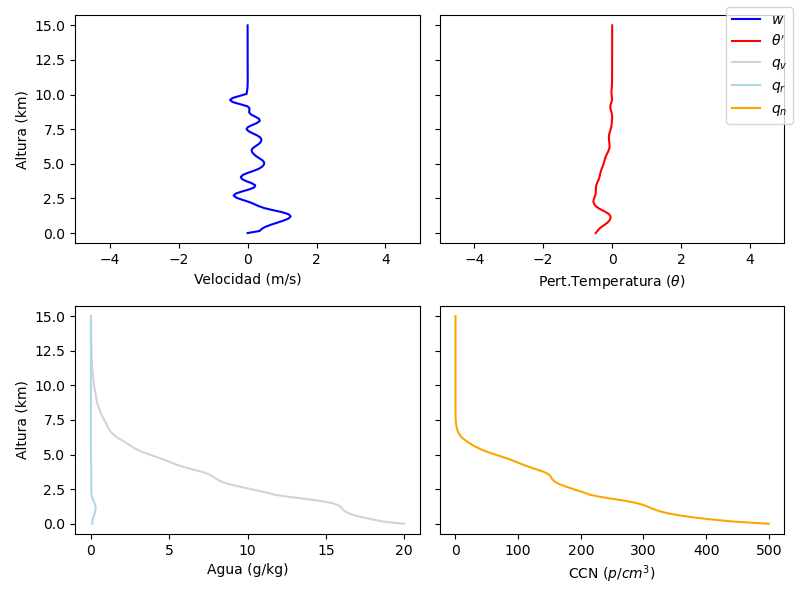 15.0
12.5
10.0
7.5
5.0
2.5
0.0
Altura (km)
−4 −2 0 2 4
Velocidad (m/s)
−4 −2 0 2 4
Pert.Temperatura (θ)
w
θ′
q_v
q_r
q_n
15.0
12.5
10.0
7.5
5.0
2.5
0.0
Altura (km)
0 5 10 15 20
Agua (g/kg)
0 100 200 300 400 500
CCN (p/cm³)